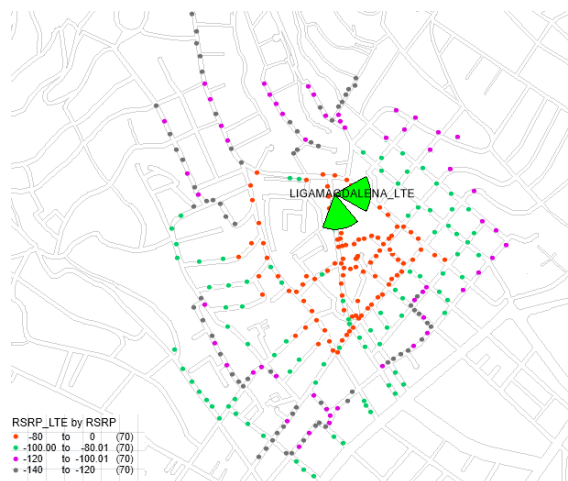 LIGAMAGDALENA_LTE
RSRP_LTE by RSRP
-80 to 0 (70)
-100.00 to -80.01 (70)
-120 to -100.01 (70)
-140 to -120 (70)